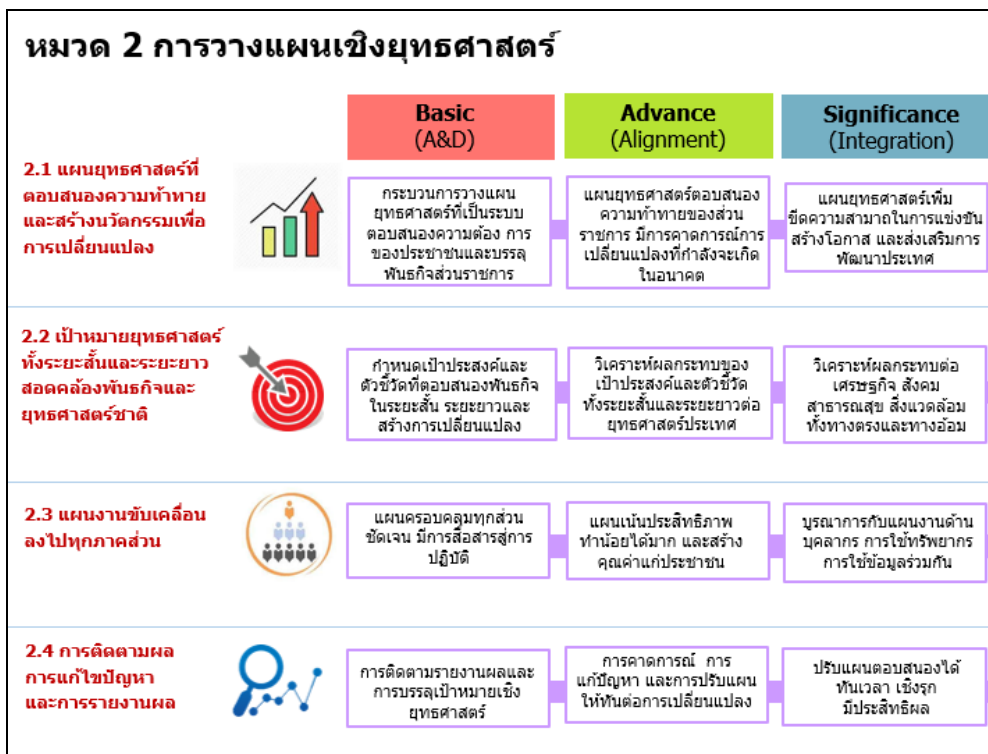 หมวด 2 การวางแผนเชิงยุทธศาสตร์
Basic
(A&D)
Advance
(Alignment)
Significance
(Integration)
2.1 แผนยุทธศาสตร์ที่
ตอบสนองความท้าทาย
และสร้างนวัตกรรมเพื่อ
การเปลี่ยนแปลง
กระบวนการวางแผน
ยุทธศาสตร์ที่เป็นระบบ
ตอบสนองความต้อง การ
ของประชาชนและบรรลุ
พันธกิจส่วนราชการ
แผนยุทธศาสตร์ตอบสนอง
ความท้าทายของส่วน
ราชการ มีการคาดการณ์การ
เปลี่ยนแปลงที่กำลังจะเกิด
ในอนาคต
แผนยุทธศาสตร์เพิ่ม
ขีดความสามาถในการแข่งขัน
สร้างโอกาส และส่งเสริมการ
พัฒนาประเทศ
2.2 เป้าหมายยุทธศาสตร์
ทั้งระยะสั้นและระยะยาว
สอดคล้องพันธกิจและ
ยุทธศาสตร์ชาติ
กำหนดเป้าประสงค์และ
ตัวชี้วัดที่ตอบสนองพันธกิจ
ในระยะสั้น ระยะยาวและ
สร้างการเปลี่ยนแปลง
วิเคราะห์ผลกระทบของ
เป้าประสงค์และตัวชี้วัด
ทั้งระยะสั้นและระยะยาวต่อ
ยุทธศาสตร์ประเทศ
วิเคราะห์ผลกระทบต่อ
เศรษฐกิจ สังคม
สาธารณสุข สิ่งแวดล้อม
ทั้งทางตรงและทางอ้อม
2.3 แผนงานขับเคลื่อน
ลงไปทุกภาคส่วน
แผนครอบคลุมทุกส่วน
ชัดเจน มีการสื่อสารสู่การ
ปฏิบัติ
แผนเน้นประสิทธิภาพ
ทำน้อยได้มาก และสร้าง
คุณค่าแก่ประชาชน
บูรณาการกับแผนงานด้าน
บุคลากร การใช้ทรัพยากร
การใช้ข้อมูลร่วมกัน
2.4 การติดตามผล
การแก้ไขปัญหา
และการรายงานผล
การติดตามรายงานผลและ
การบรรลุเป้าหมายเชิง
ยุทธศาสตร์
การคาดการณ์ การ
แก้ปัญหา และการปรับแผน
ให้ทันต่อการเปลี่ยนแปลง
ปรับแผนตอบสนองได้
ทันเวลา เชิงรุก
มีประสิทธิผล